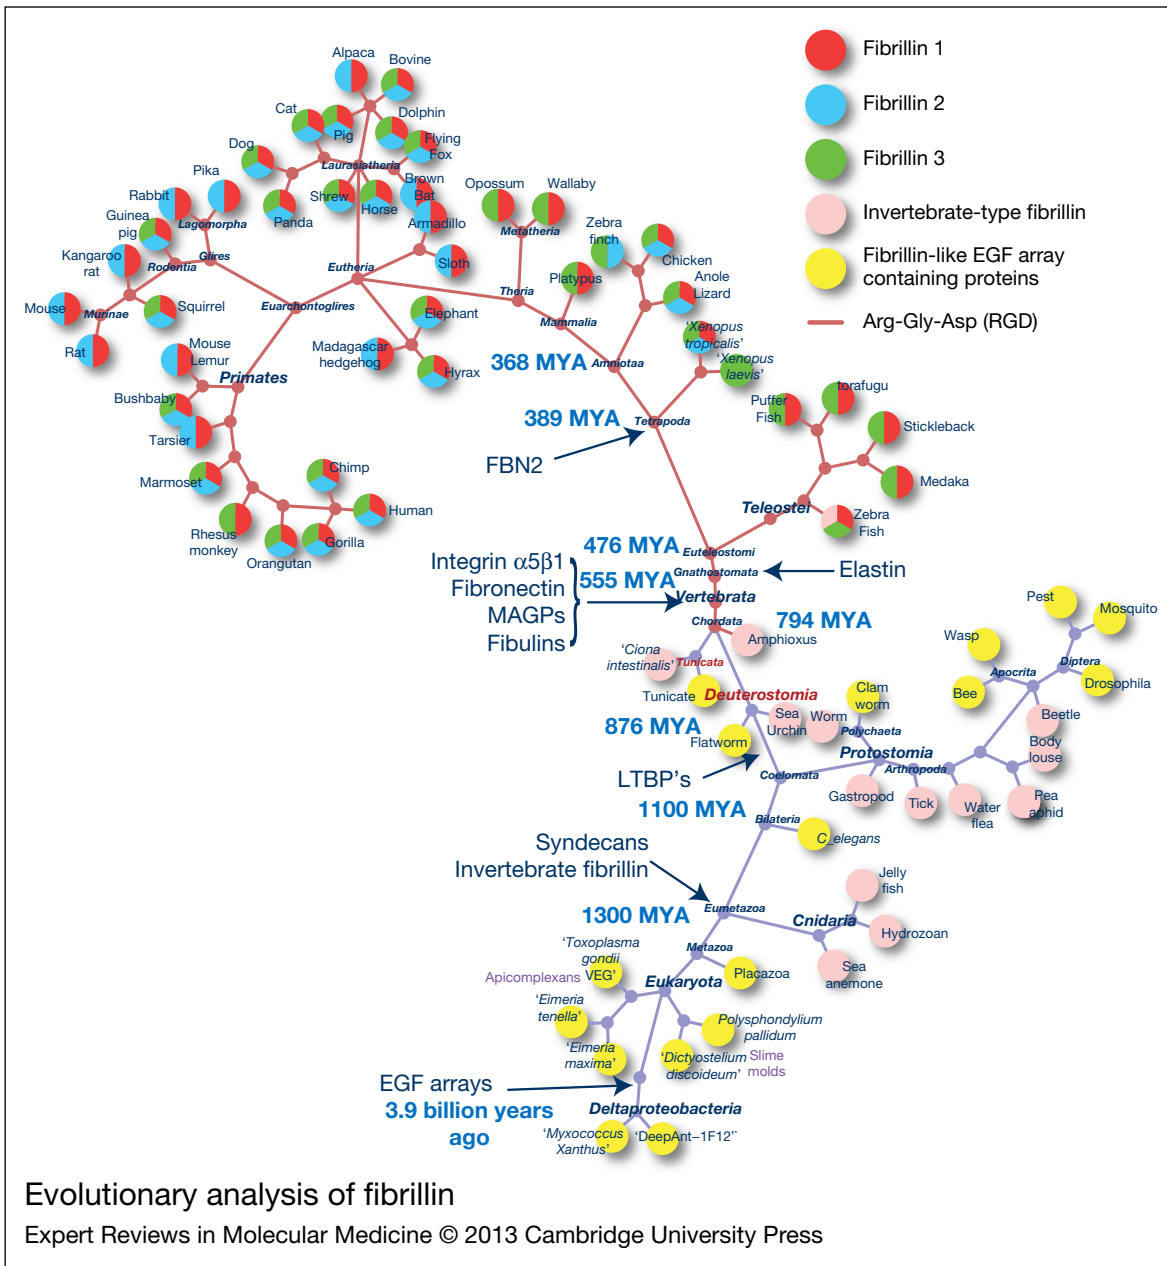 Alpaca
Bovine
Cat
Pig
Dolphin
Dog
Flying
Fox
Laurasiatheria
Pika
Brown
Bat
Rabbit
Shrew
Horse
Panda
Armadillo
Guinea
pig
Lagomorpha
Kangaroo
rat
Glires
Rodentia
Eutheria
Sloth
Opossum
Wallaby
Metatheria
Zebra
finch
Chicken
Anole
Lizard
Platypus
Theria
Mammalia
Mouse
Murinae
Squirrel
Euarchontoglires
Elephant
Rat
Mouse
Lemur
Madagascar
hedgehog
Hyrax
Primates
Bushbaby
Tarsier
Marmoset
Chimp
Human
Rhesus
monkey
Gorilla
Orangutan
Fibrillin 1
Fibrillin 2
Fibrillin 3
Invertebrate-type fibrillin
Fibrillin-like EGF array
containing proteins
Arg-Gly-Asp (RGD)
368 MYA
Amniotaa
'Xenopus
tropicalis'
'Xenopus
laevis'
389 MYA
Tetrapoda
FBN2
Puffer
Fish
torafugu
Stickleback
Medaka
Teleostei
Zebra
Fish
476 MYA
Euteleostomi
Integrin α5β1
Fibronectin
MAGPs
Fibulins
555 MYA
Gnathostomata
Elastin
Vertebrata
Chordata
794 MYA
Amphioxus
'Ciona
intestinalis'
Tunicata
Tunicate
Deuterostomia
876 MYA
Flatworm
Sea
Urchin
Worm
Clam
worm
Polychaeta
Protostomia
Arthropoda
Gastropod
Tick
Water
flea
Pea
aphid
Body
louse
Beetle
Pest
Mosquito
Wasp
Apocrita
Diptera
Bee
Drosophila
LTBP's
Coelomata
1100 MYA
Bilateria
C_elegans
Syndecans
Invertebrate fibrillin
1300 MYA
Eumetazoa
Cnidaria
Jelly
fish
Hydrozoan
Sea
anemone
Metazoa
Placazoa
'Toxoplasma
gondii
VEG'
Apicomplexans
Eukaryota
'Eimeria
tenella'
'Eimeria
maxima'
Polysphondylium
pallidum
'Dictyostelium
discoideum'
Slime
molds
EGF arrays
3.9 billion years
ago
Deltaproteobacteria
'Myxococcus
Xanthus'
'DeepAnt–1F12'`
Evolutionary analysis of fibrillin
Expert Reviews in Molecular Medicine © 2013 Cambridge University Press